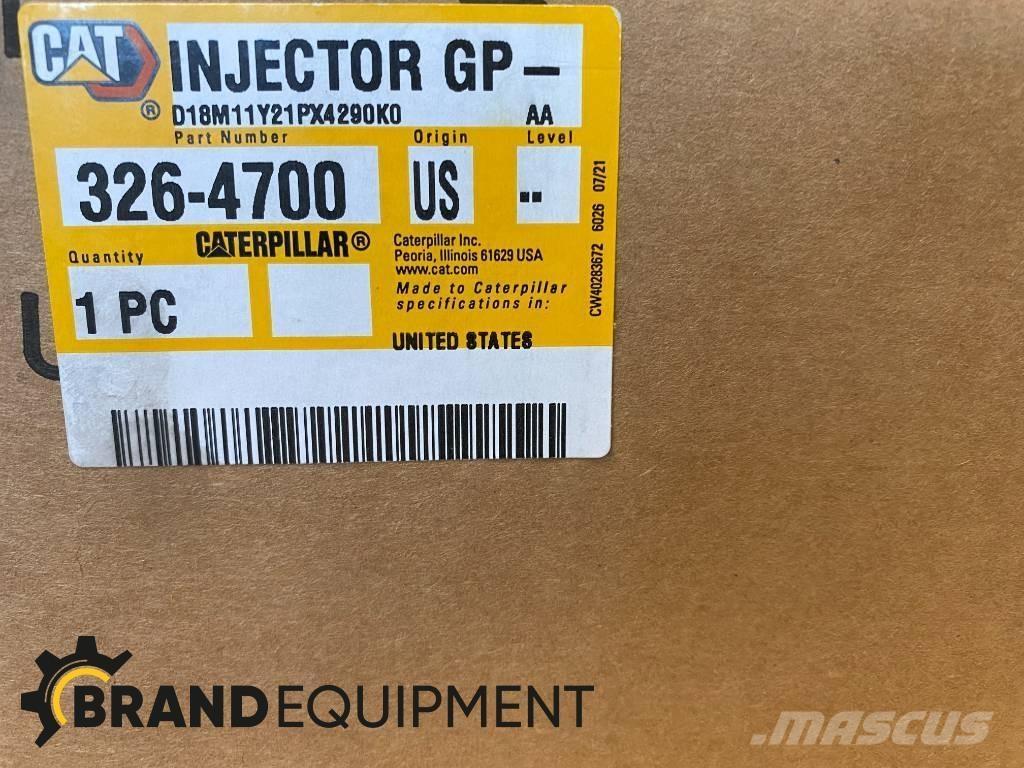 CAT
®
INJECTOR GP-
D18M11Y21PX4290K0 AA
Part Number Origin Level
326-4700 US --
CATERPILLAR®
Quantity
1 PC
Caterpillar Inc.
Peoria, Illinois 61629 USA
www.cat.com
Made to Caterpillar
specifications in:
UNITED STATES
CW40283672 6026 07/21
BRANDEQUIPMENT
MASCUS